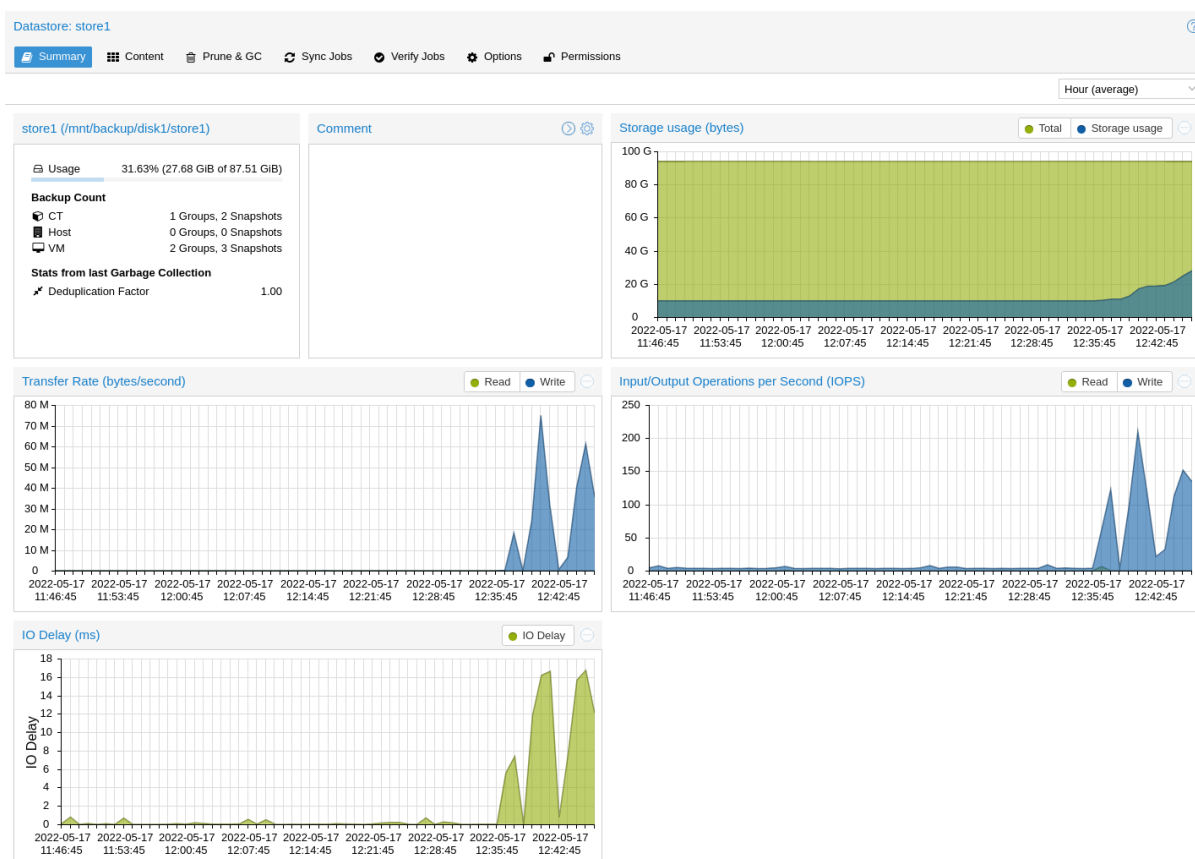 Datastore: store1
Summary Content Prune & GC Sync Jobs Verify Jobs Options Permissions
Hour (average)
store1 (/mnt/backup/disk1/store1)
Usage 31.63% (27.68 GiB of 87.51 GiB)
Backup Count
CT 1 Groups, 2 Snapshots
Host 0 Groups, 0 Snapshots
VM 2 Groups, 3 Snapshots
Stats from last Garbage Collection
Deduplication Factor 1.00
Comment
Storage usage (bytes)
Total Storage usage
100 G
80 G
60 G
40 G
20 G
0
2022-05-17 2022-05-17 2022-05-17 2022-05-17 2022-05-17 2022-05-17 2022-05-17 2022-05-17 2022-05-17
11:46:45 11:53:45 12:00:45 12:07:45 12:14:45 12:21:45 12:28:45 12:35:45 12:42:45
Transfer Rate (bytes/second)
Read Write
80 M
70 M
60 M
50 M
40 M
30 M
20 M
10 M
0
2022-05-17 2022-05-17 2022-05-17 2022-05-17 2022-05-17 2022-05-17 2022-05-17 2022-05-17 2022-05-17
11:46:45 11:53:45 12:00:45 12:07:45 12:14:45 12:21:45 12:28:45 12:35:45 12:42:45
Input/Output Operations per Second (IOPS)
Read Write
250
200
150
100
50
0
2022-05-17 2022-05-17 2022-05-17 2022-05-17 2022-05-17 2022-05-17 2022-05-17 2022-05-17 2022-05-17
11:46:45 11:53:45 12:00:45 12:07:45 12:14:45 12:21:45 12:28:45 12:35:45 12:42:45
IO Delay (ms)
IO Delay
IO Delay
18
16
14
12
10
8
6
4
2
0
2022-05-17 2022-05-17 2022-05-17 2022-05-17 2022-05-17 2022-05-17 2022-05-17 2022-05-17 2022-05-17
11:46:45 11:53:45 12:00:45 12:07:45 12:14:45 12:21:45 12:28:45 12:35:45 12:42:45